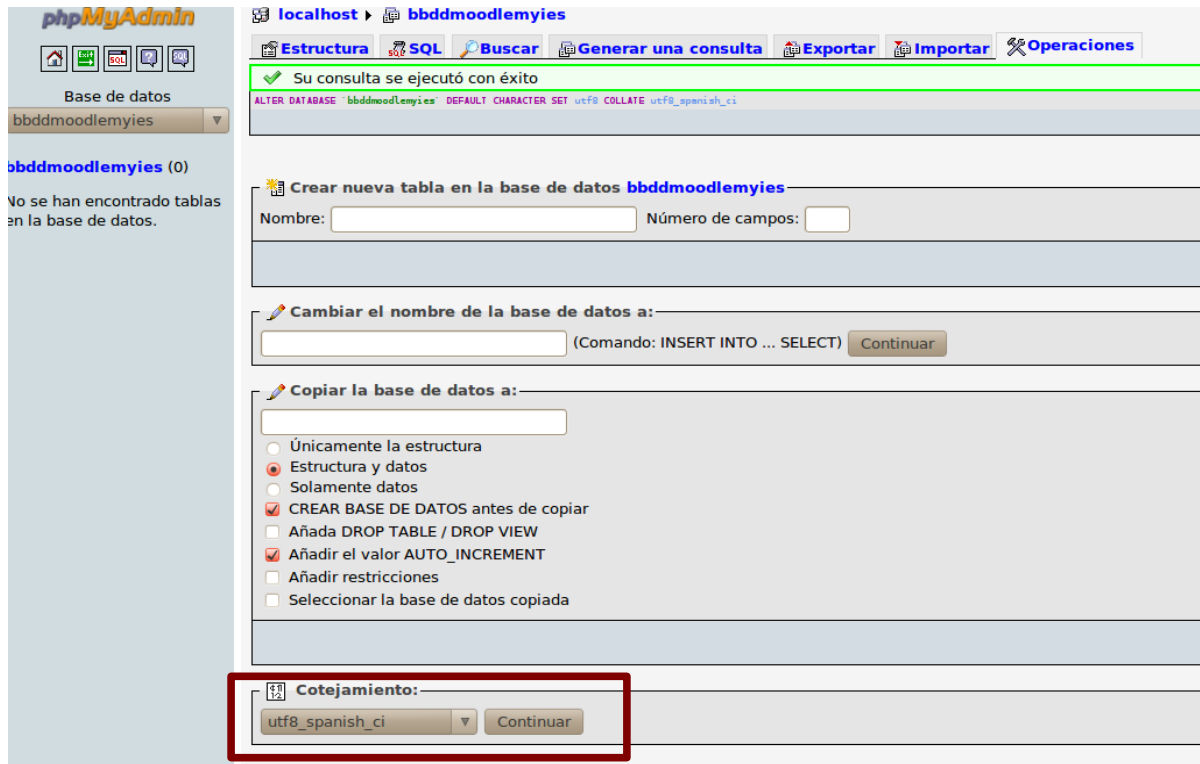 phpMyAdmin
Base de datos
bbddmoodlemyies
bbddmoodlemyies (0)
No se han encontrado tablas
en la base de datos.
localhost ▸ bbddmoodlemyies
Estructura SQL Buscar Generar una consulta Exportar Importar Operaciones
Su consulta se ejecutó con éxito
ALTER DATABASE `bbddmoodlemyies` DEFAULT CHARACTER SET utf8 COLLATE utf8_spanish_ci
Crear nueva tabla en la base de datos bbddmoodlemyies
Nombre: Número de campos:
Cambiar el nombre de la base de datos a:
(Comando: INSERT INTO ... SELECT) Continuar
Copiar la base de datos a:
Únicamente la estructura
Estructura y datos
Solamente datos
CREAR BASE DE DATOS antes de copiar
Añada DROP TABLE / DROP VIEW
Añadir el valor AUTO_INCREMENT
Añadir restricciones
Seleccionar la base de datos copiada
Cotejamiento:
utf8_spanish_ci Continuar